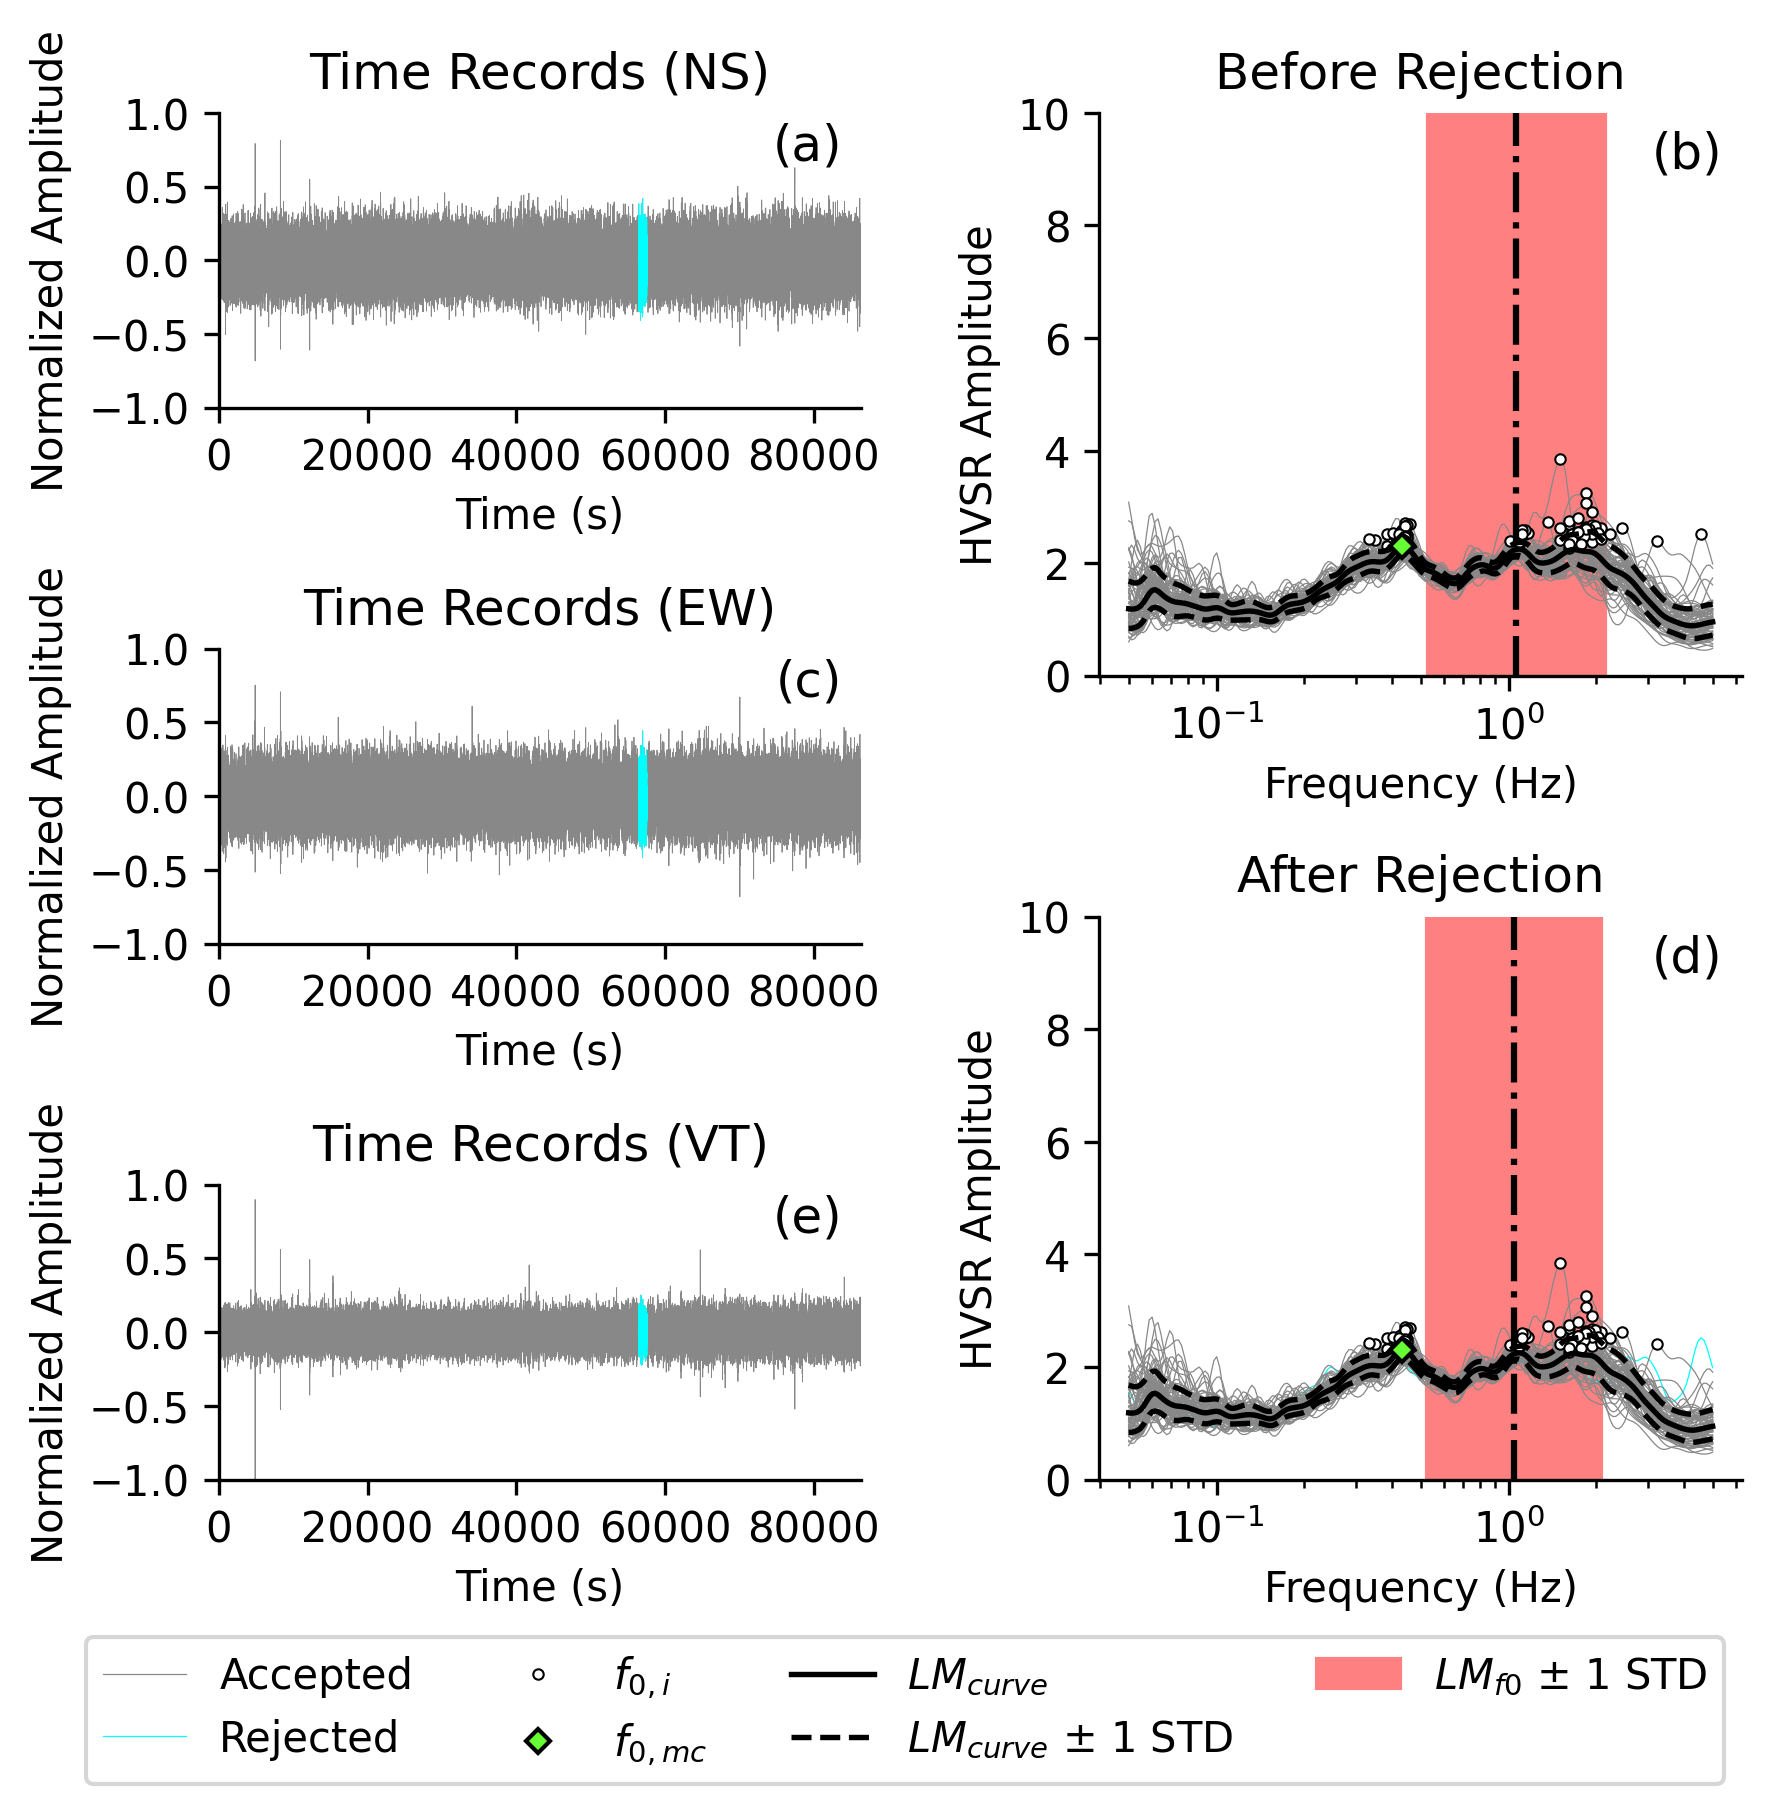 Time Records (NS)
Normalized Amplitude
1.0
0.5
0.0
−0.5
−1.0
(a)
0 20000 40000 60000 80000
Time (s)
Before Rejection
HVSR Amplitude
10
8
6
4
2
0
(b)
10⁻¹ 10⁰
Frequency (Hz)
Time Records (EW)
Normalized Amplitude
1.0
0.5
0.0
−0.5
−1.0
(c)
0 20000 40000 60000 80000
Time (s)
After Rejection
HVSR Amplitude
10
8
6
4
2
0
(d)
10⁻¹ 10⁰
Frequency (Hz)
Time Records (VT)
Normalized Amplitude
1.0
0.5
0.0
−0.5
−1.0
(e)
0 20000 40000 60000 80000
Time (s)
Accepted
Rejected
f0,i
f0,mc
LMcurve
LMcurve ± 1 STD
LMf0 ± 1 STD